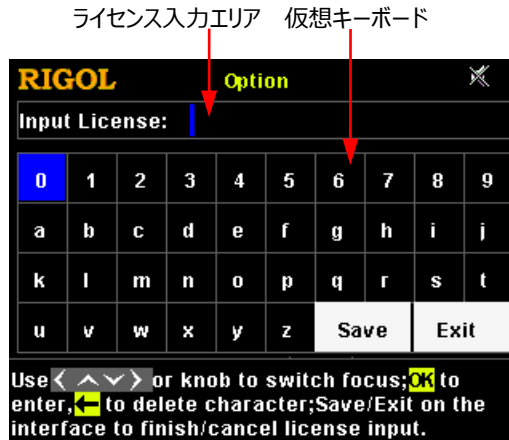 ライセンス入力エリア 仮想キーボード
RIGOL Option
Input License:
0 1 2 3 4 5 6 7 8 9
a b c d e f g h i j
k l m n o p q r s t
u v w x y z Save Exit
Use or knob to switch focus;OK to
enter, to delete character;Save/Exit on the
interface to finish/cancel license input.